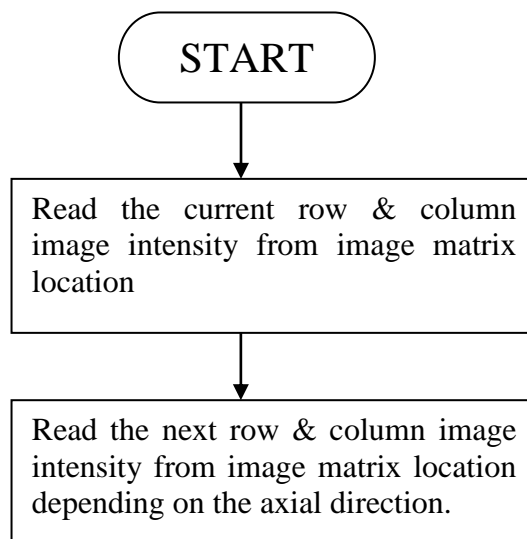 START
Read the current row & column
image intensity from image matrix
location
Read the next row & column image
intensity from image matrix location
depending on the axial direction.